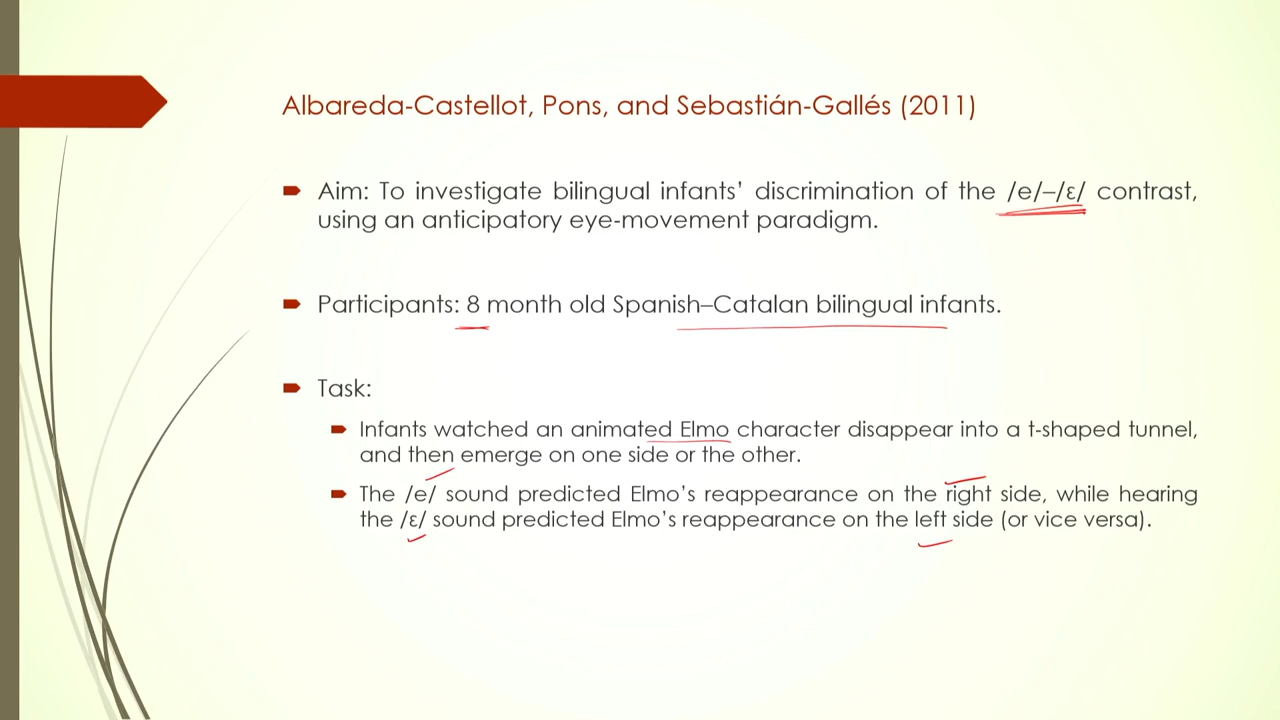 Albareda-Castellot, Pons, and Sebastián-Gallés (2011)
Aim: To investigate bilingual infants’ discrimination of the /e/–/ε/ contrast,
using an anticipatory eye-movement paradigm.
Participants: 8 month old Spanish–Catalan bilingual infants.
Task:
Infants watched an animated Elmo character disappear into a t-shaped tunnel,
and then emerge on one side or the other.
The /e/ sound predicted Elmo’s reappearance on the right side, while hearing
the /ε/ sound predicted Elmo’s reappearance on the left side (or vice versa).